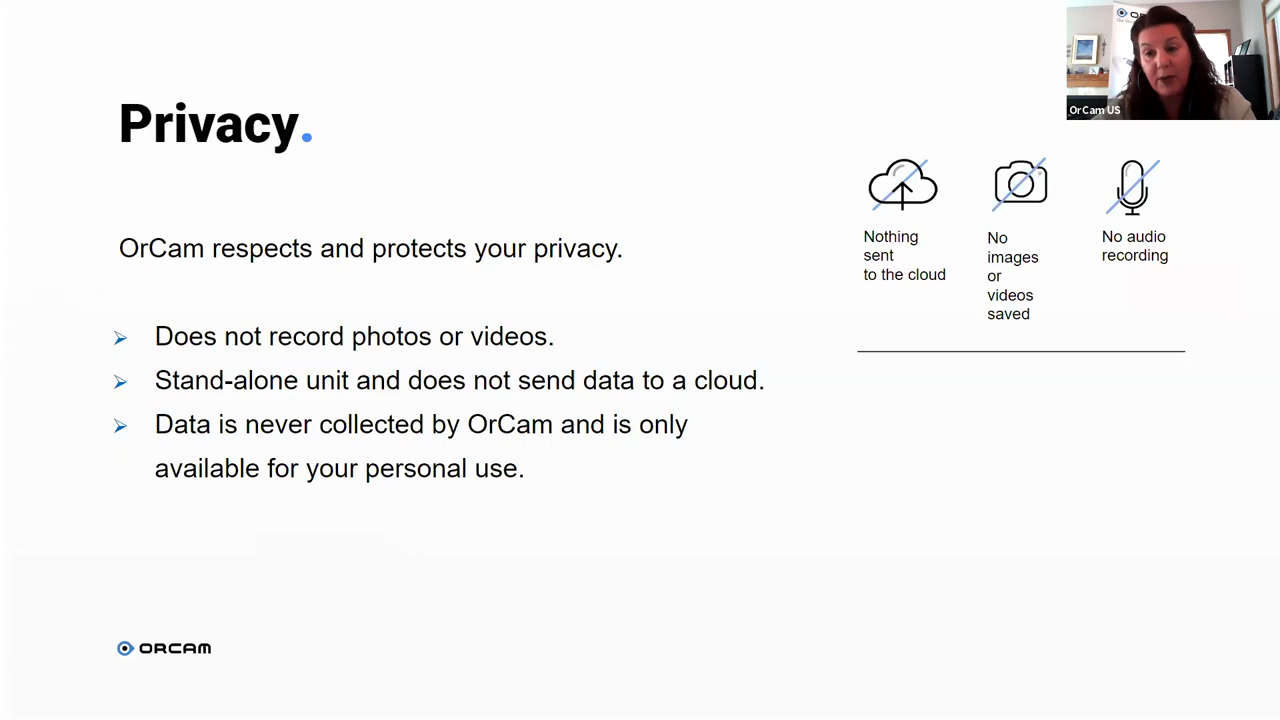 OrCam US
Privacy.
OrCam respects and protects your privacy.
Does not record photos or videos.
Stand-alone unit and does not send data to a cloud.
Data is never collected by OrCam and is only
available for your personal use.
Nothing
sent
to the cloud
No
images
or
videos
saved
No audio
recording
ORCAM